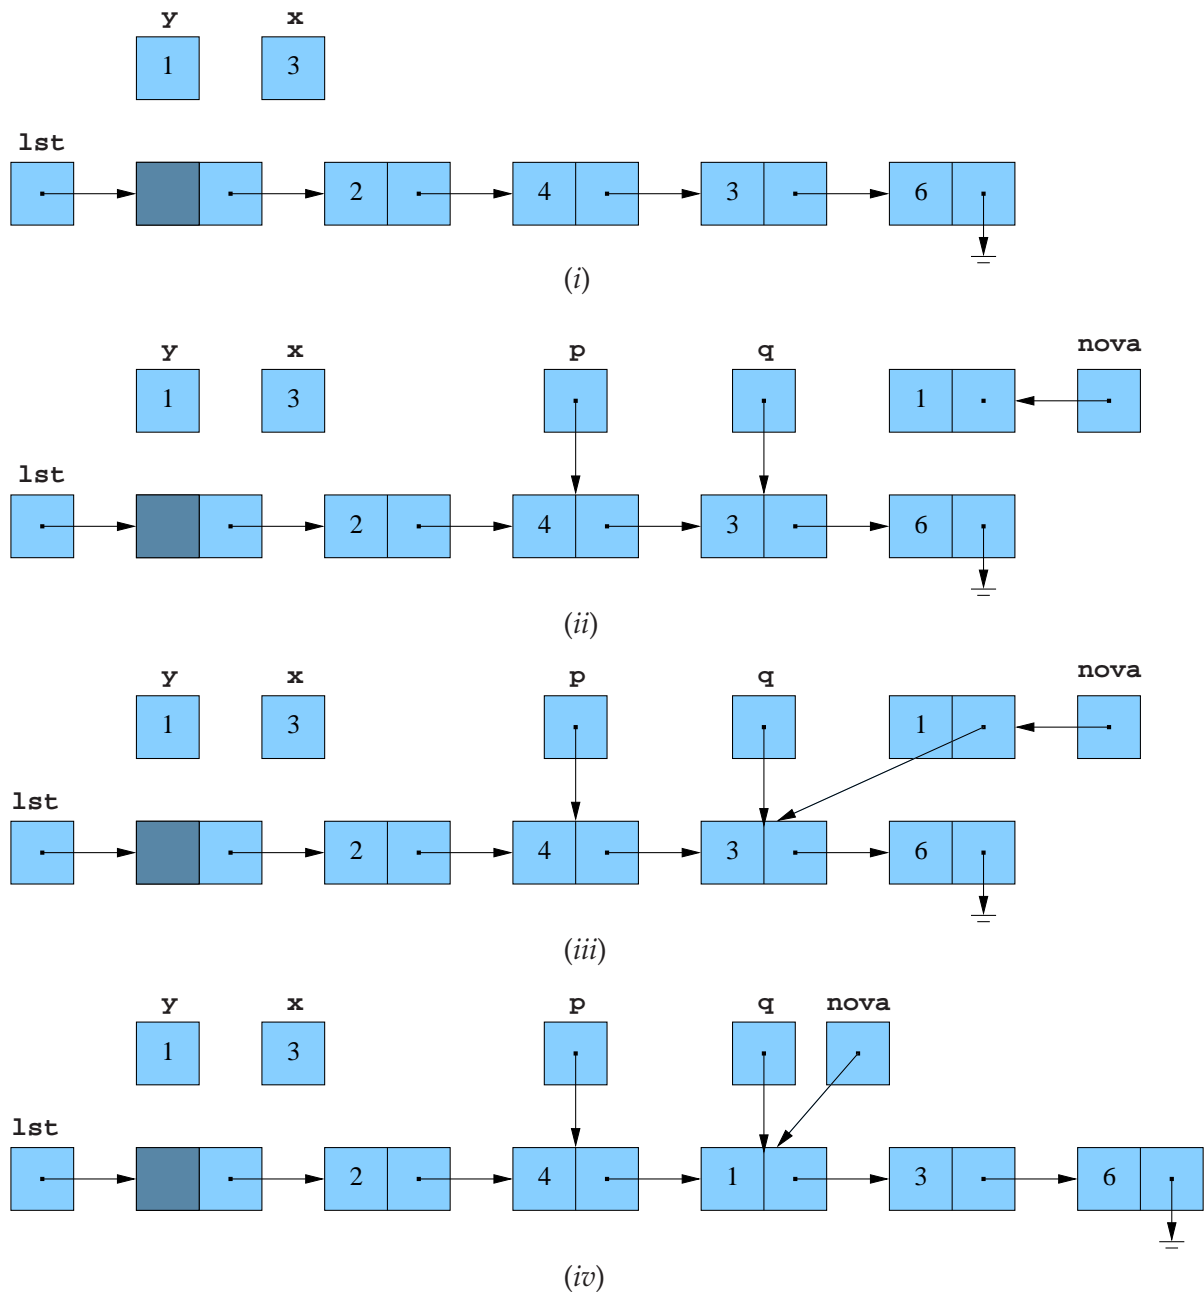 y x
1 3
lst
2 4 3 6
(i)
y x p q nova
1 3 1
lst
2 4 3 6
(ii)
y x p q nova
1 3 1
lst
2 4 3 6
(iii)
y x p q nova
1 3
lst
2 4 1 3 6
(iv)